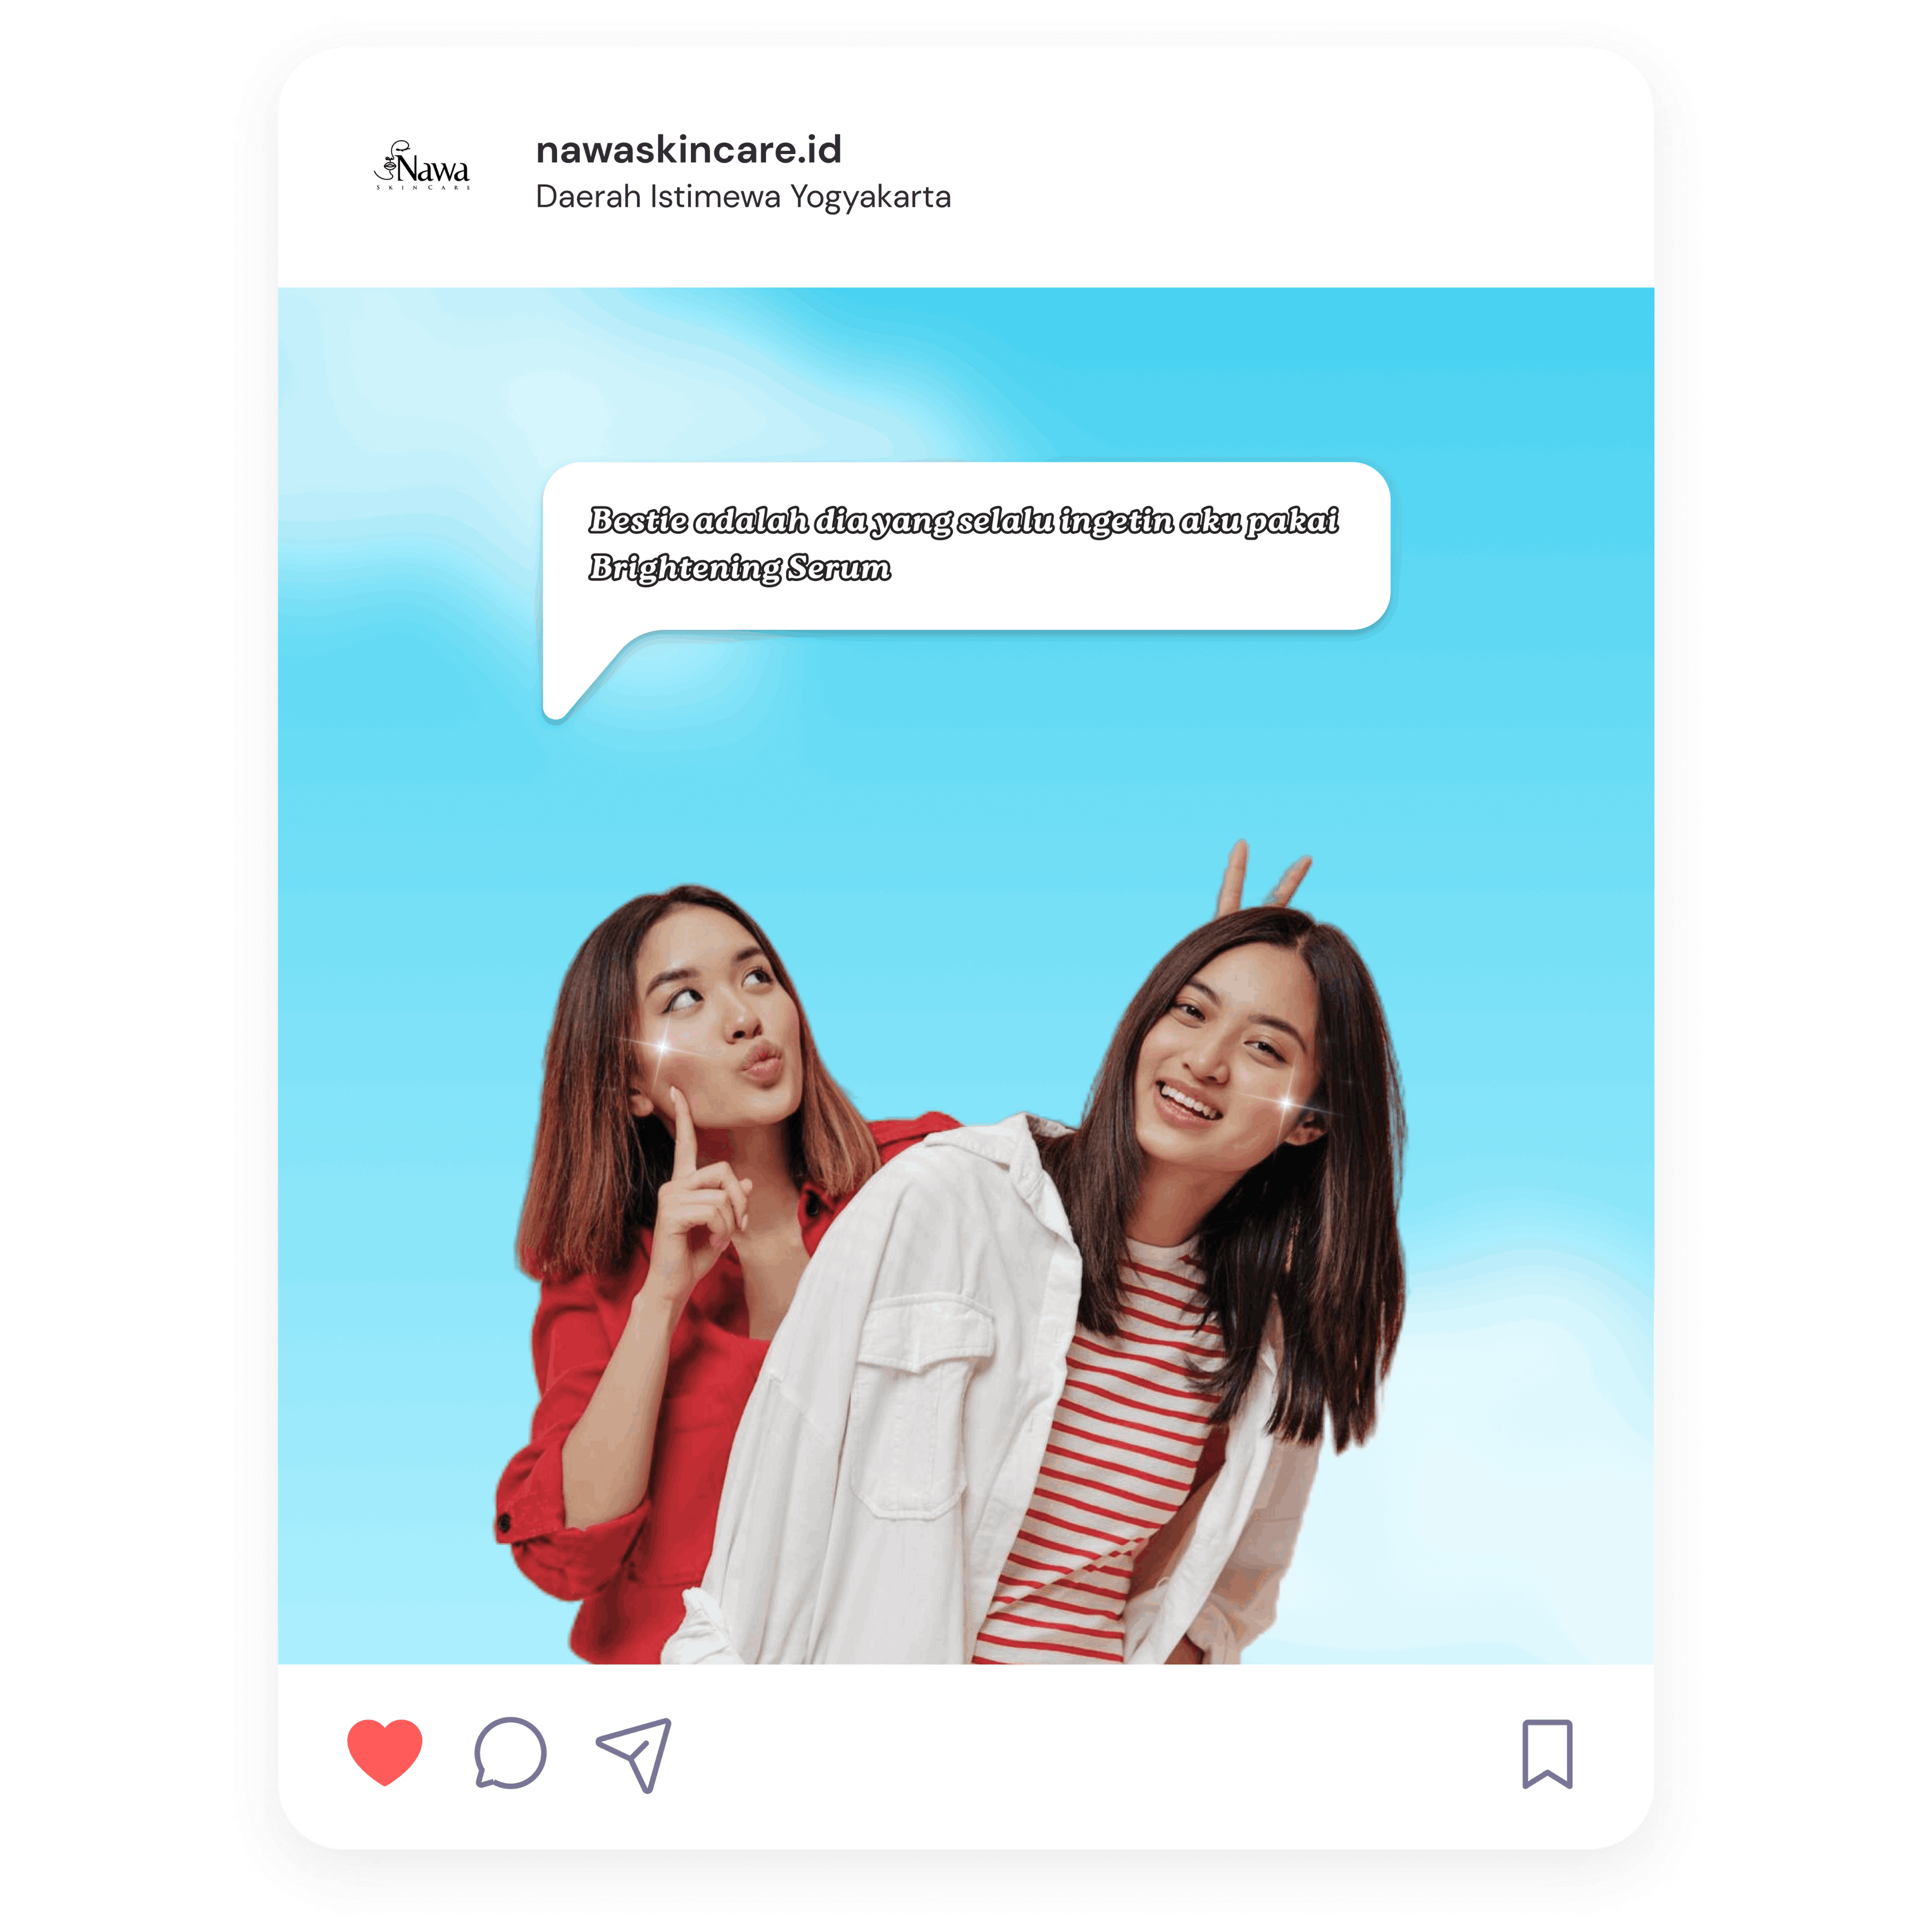 Nawa
SKINCARE
nawaskincare.id
Daerah Istimewa Yogyakarta
Bestie adalah dia yang selalu ingetin aku pakai
Brightening Serum